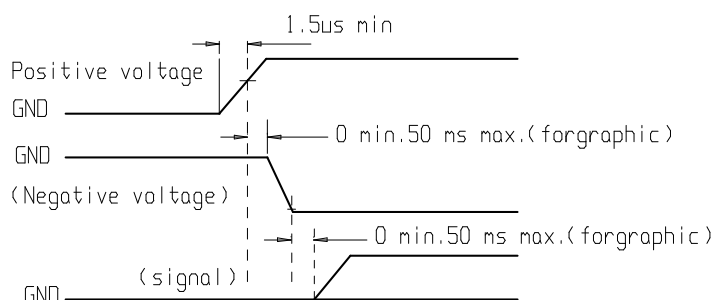 1.5us min
Positive voltage
GND
0 min.50 ms max.(forgraphic)
GND
(Negative voltage)
0 min.50 ms max.(forgraphic)
(signal)
GND